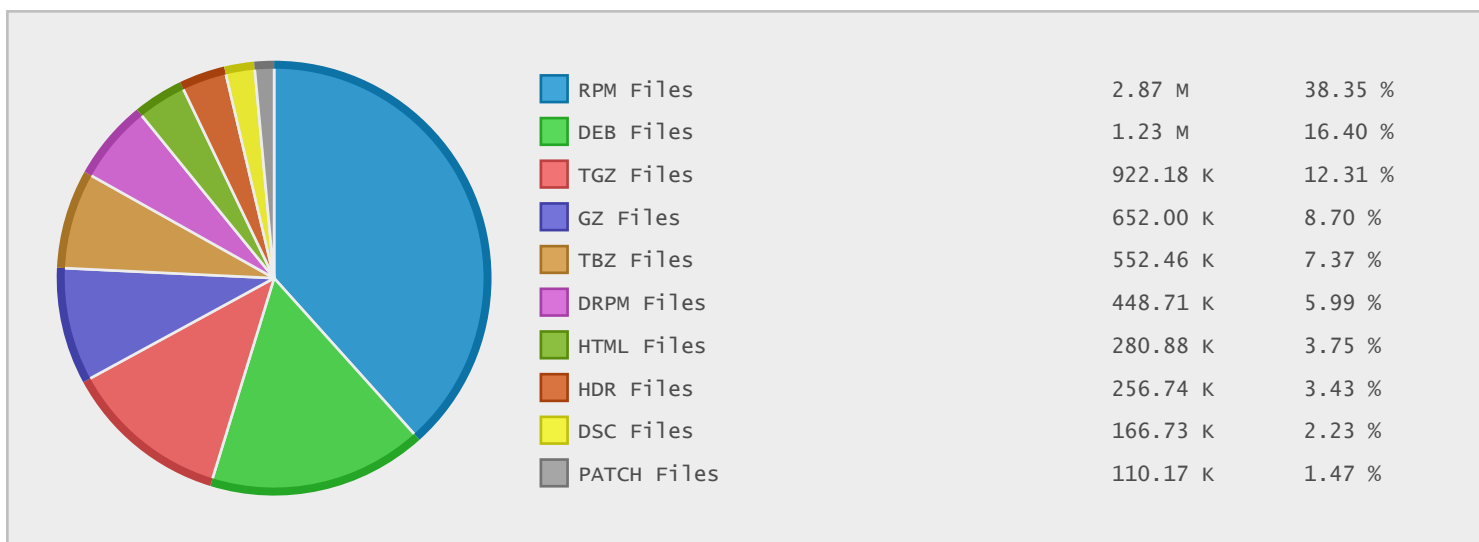 RPM Files 2.87 M 38.35 %
DEB Files 1.23 M 16.40 %
TGZ Files 922.18 K 12.31 %
GZ Files 652.00 K 8.70 %
TBZ Files 552.46 K 7.37 %
DRPM Files 448.71 K 5.99 %
HTML Files 280.88 K 3.75 %
HDR Files 256.74 K 3.43 %
DSC Files 166.73 K 2.23 %
PATCH Files 110.17 K 1.47 %